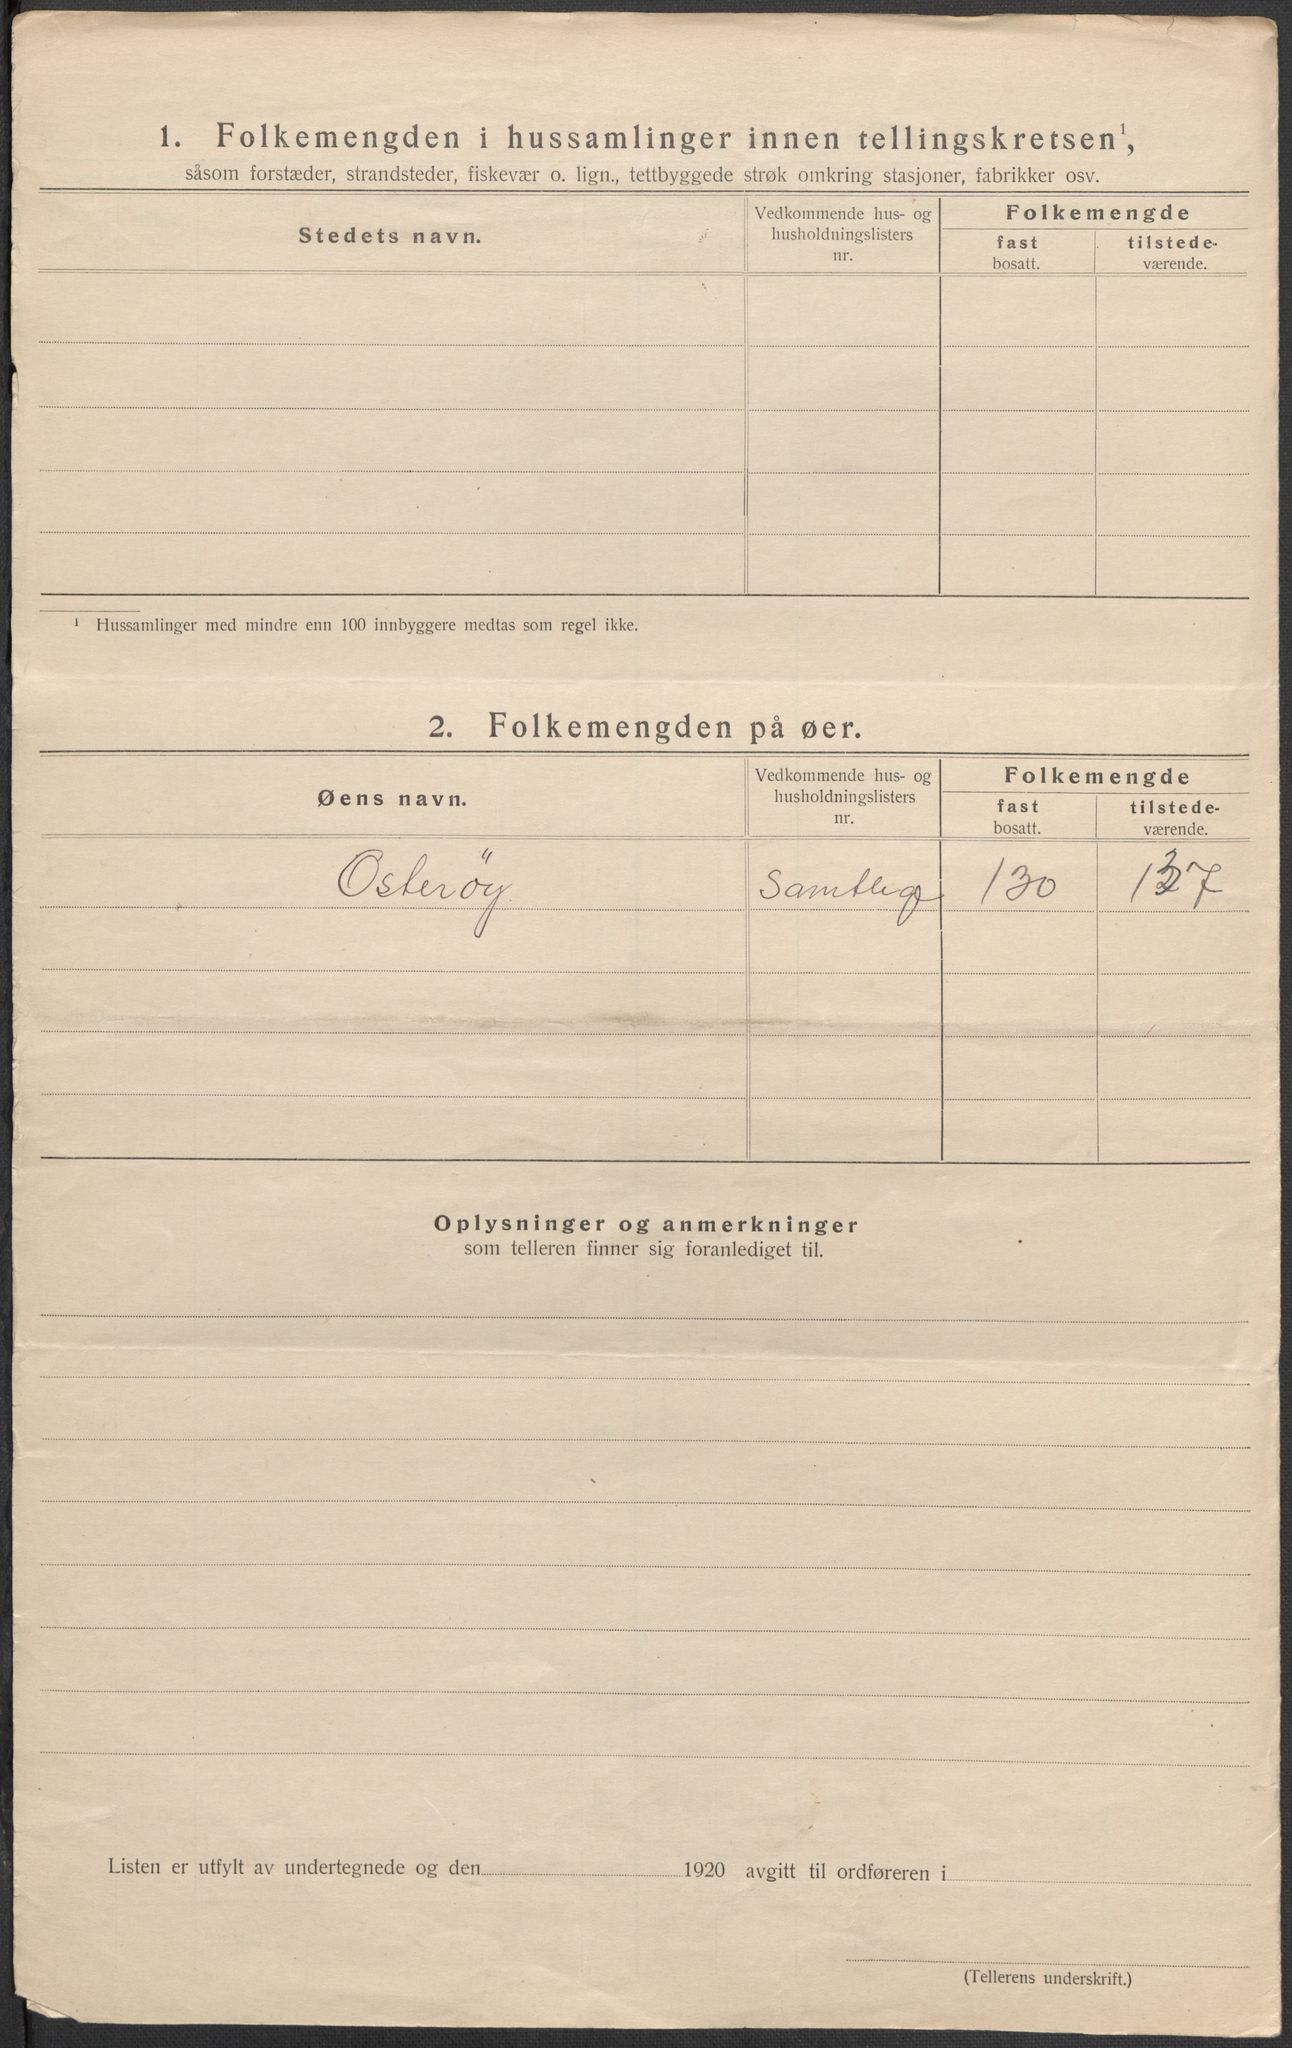 1. Folkemengden i hussamlinger innen tellingskretsen¹,
såsom forstæder, strandsteder, fiskevær o. lign., tettbyggede strøk omkring stasjoner, fabrikker osv.
Stedets navn.
Vedkommende hus- og
husholdningslisters
nr.
Folkemengde
fast
bosatt.
tilstede-
værende.
¹ Hussamlinger med mindre enn 100 innbyggere medtas som regel ikke.
2. Folkemengden på øer.
Øens navn.
Vedkommende hus- og
husholdningslisters
nr.
Folkemengde
fast
bosatt.
tilstede-
værende.
Osteröy Samtlige 130
Oplysninger og anmerkninger
som telleren finner sig foranlediget til.
Listen er utfylt av undertegnede og den 1920 avgitt til ordføreren i
(Tellerens underskrift.)